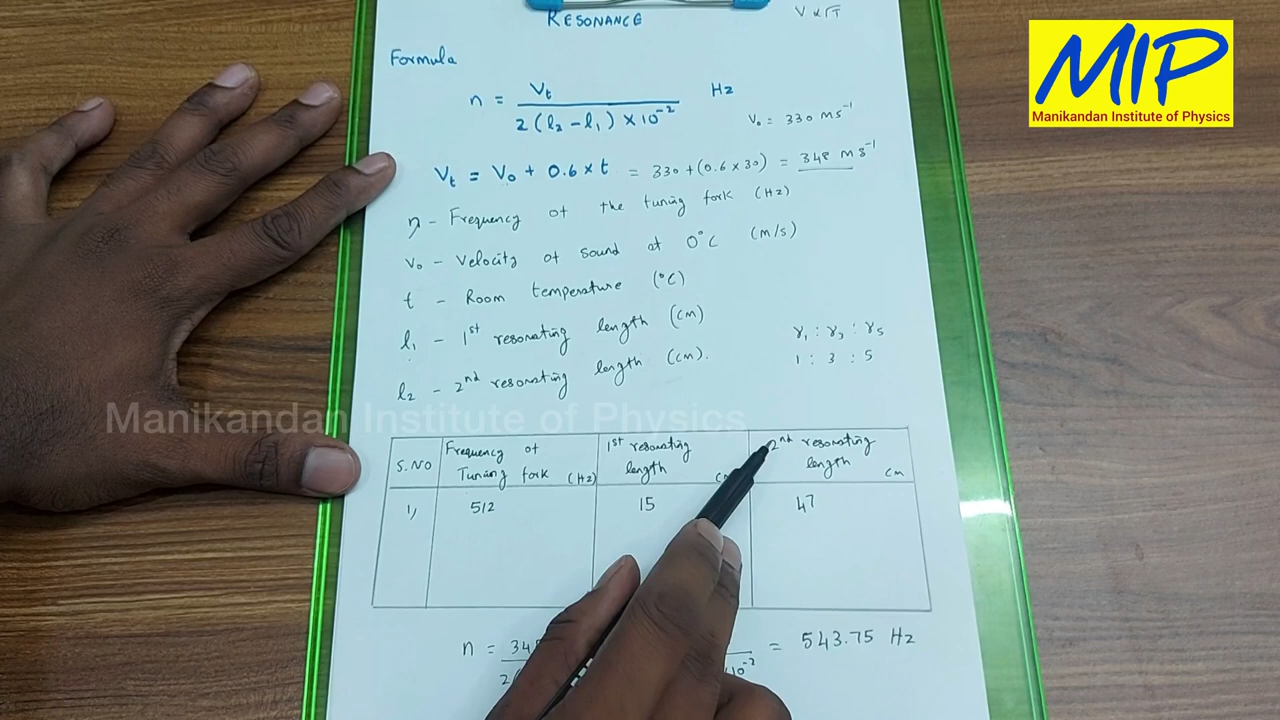 RESONANCE
V ∝ √T
Formula
n = Vt / 2(l2 - l1) × 10⁻² Hz
V0 = 330 ms⁻¹
Vt = V0 + 0.6 × t = 330 + (0.6 × 30) = 348 ms⁻¹
n - Frequency of the tuning fork (Hz)
V0 - Velocity of sound at 0°C (m/s)
t - Room temperature (°C)
l1 - 1st resonating length (cm)
l2 - 2nd resonating length (cm).
γ1 : γ3 : γ5
1 : 3 : 5
S.NO
Frequency of
Tuning fork (Hz)
1st resonating
length
2nd resonating
length cm
1, 512 15 47
n =
= 543.75 Hz
MIP
Manikandan Institute of Physics
Manikandan Institute of Physics